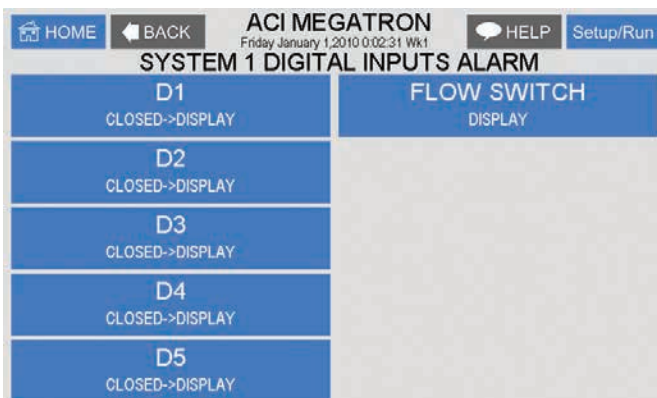 HOME
BACK
ACI MEGATRON
Friday January 1,2010 0:02:31 Wk1
HELP
Setup/Run
SYSTEM 1 DIGITAL INPUTS ALARM
D1
CLOSED->DISPLAY
FLOW SWITCH
DISPLAY
D2
CLOSED->DISPLAY
D3
CLOSED->DISPLAY
D4
CLOSED->DISPLAY
D5
CLOSED->DISPLAY